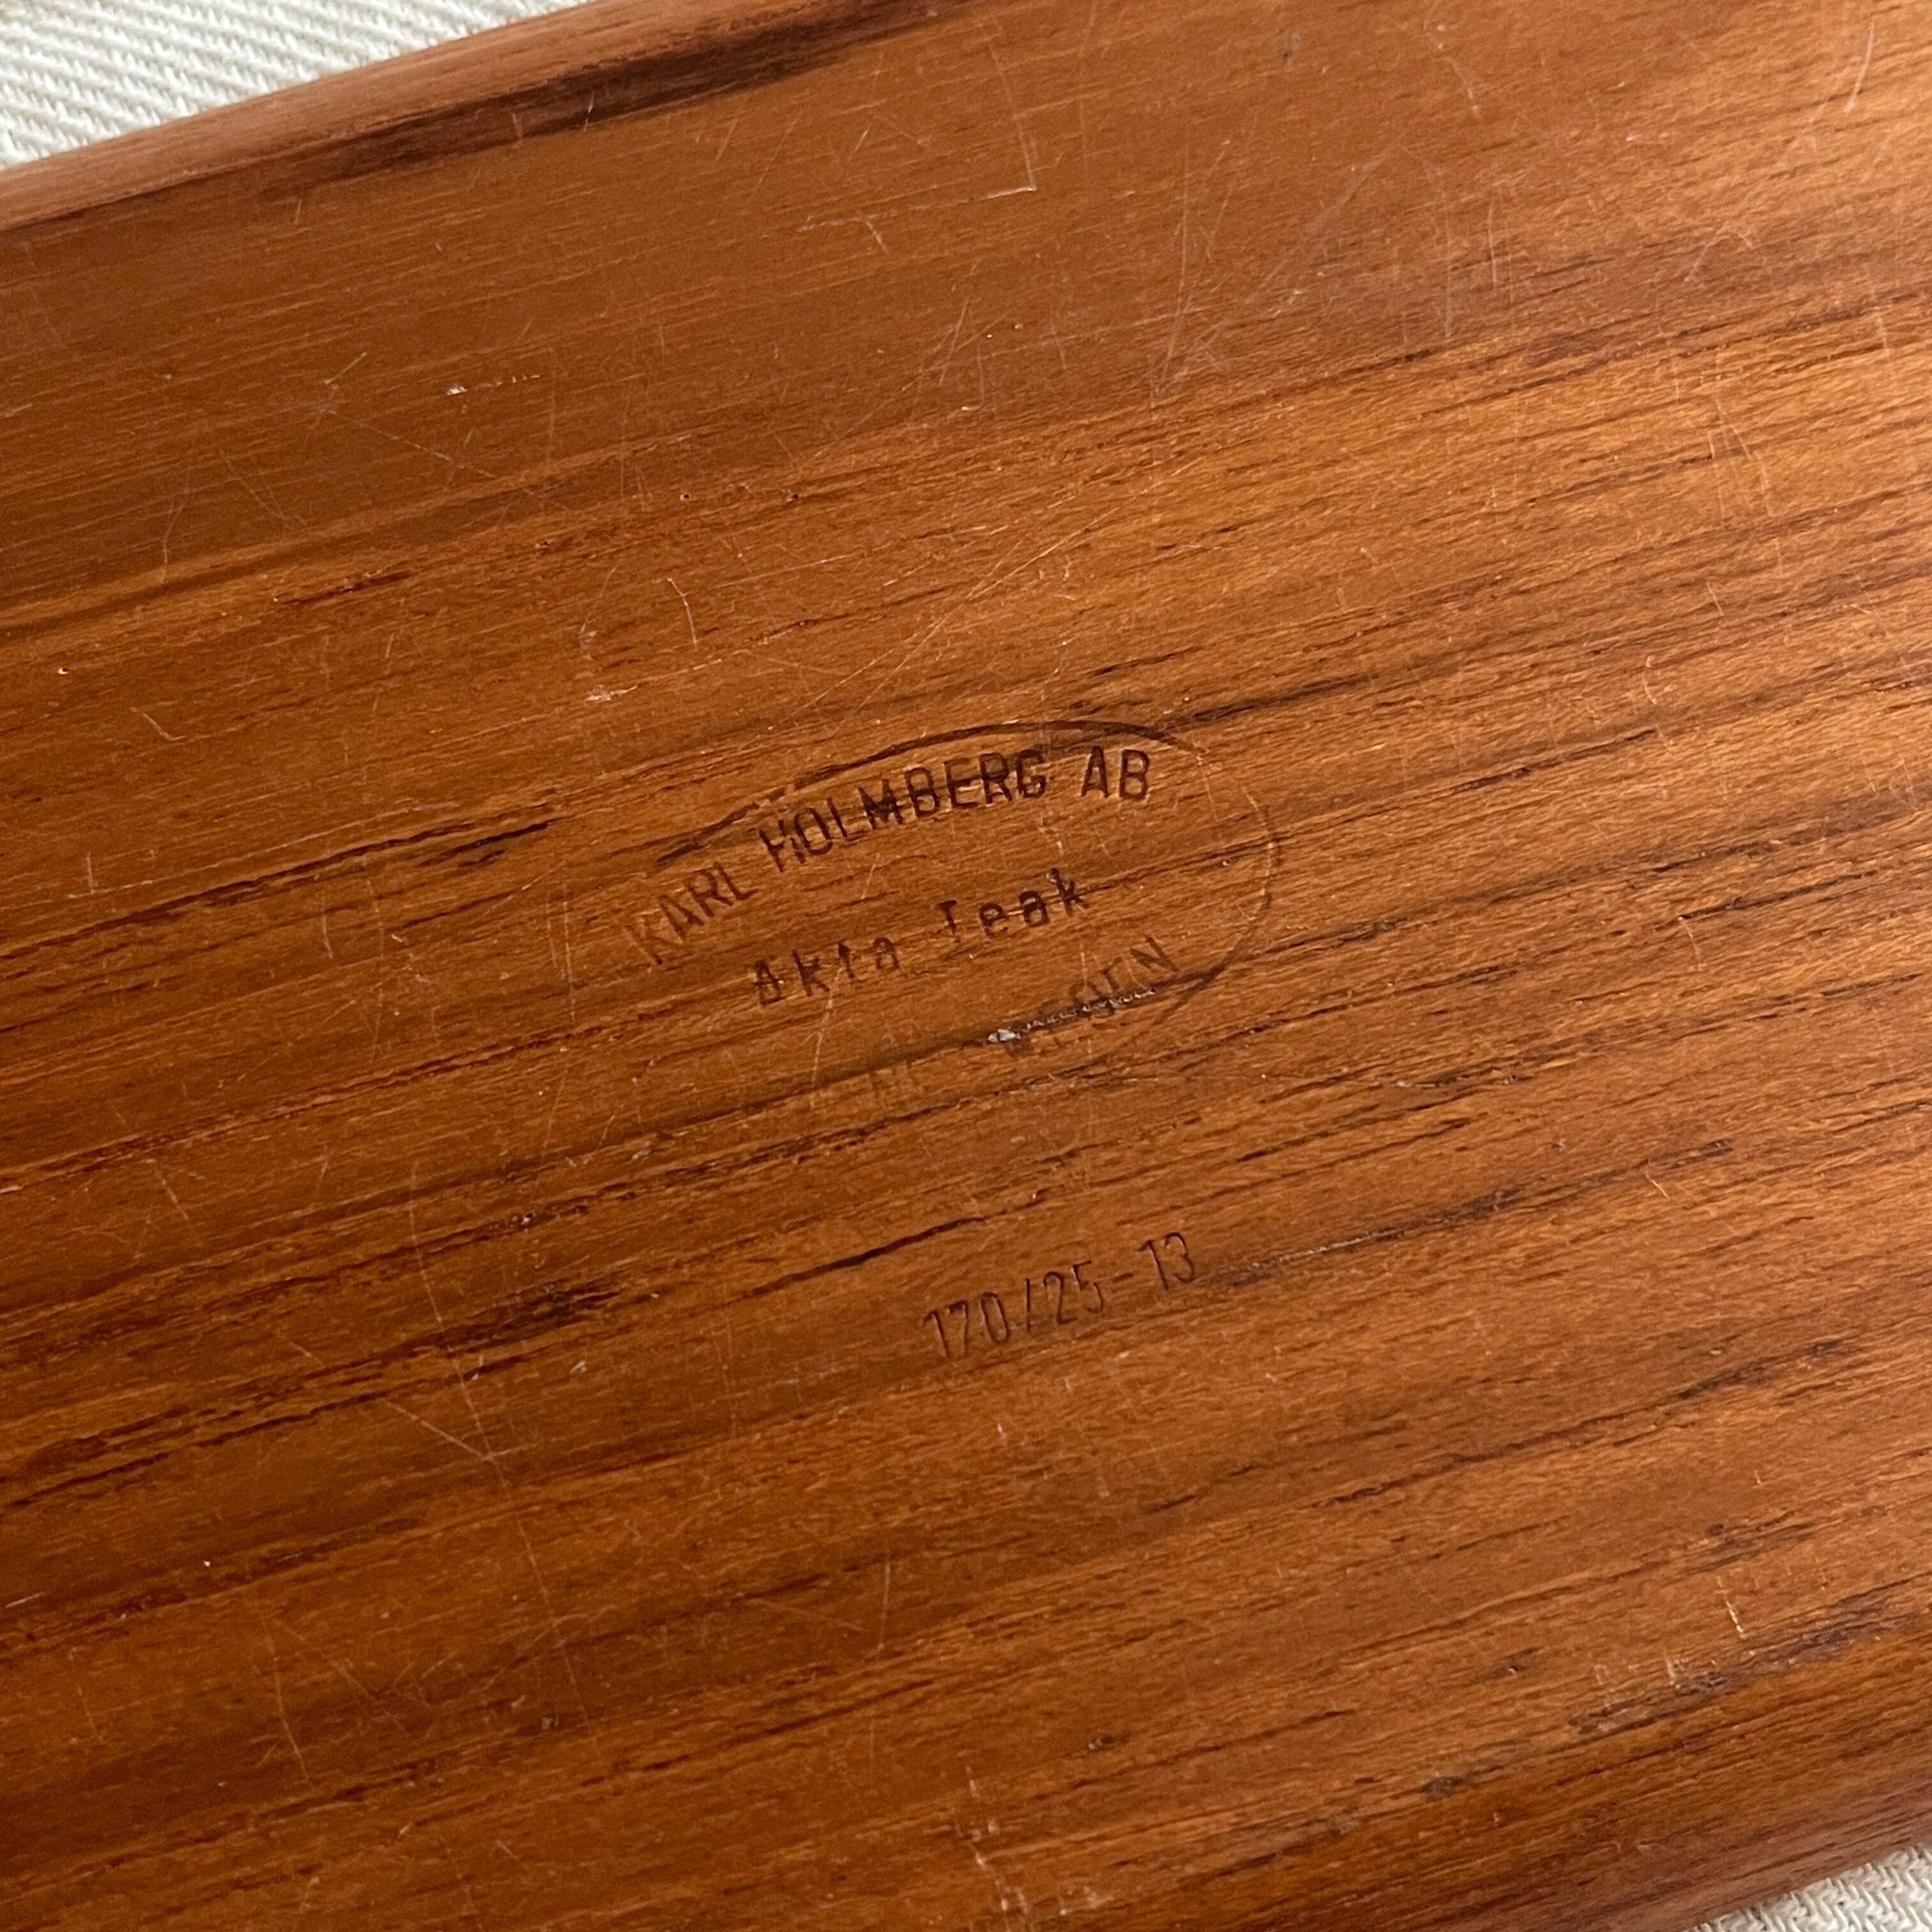 KARL HOLMBERG AB
Äkta Teak
170/25-13